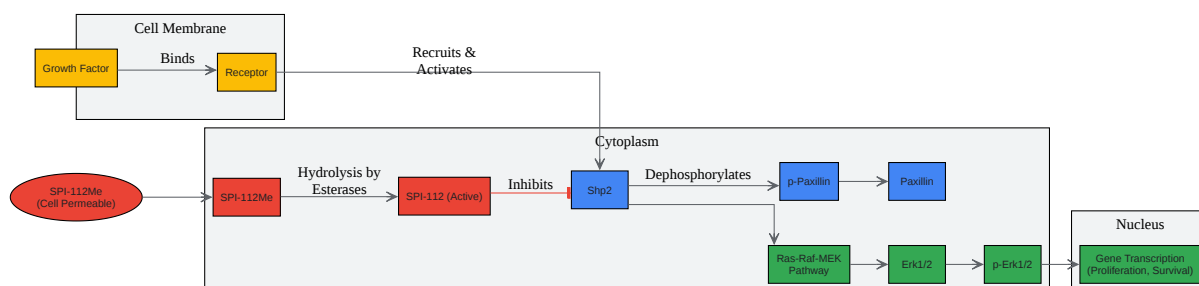 Cell Membrane
Growth Factor
Binds
Receptor
Recruits &
Activates
Cytoplasm
SPI-112Me
(Cell Permeable)
SPI-112Me
Hydrolysis by
Esterases
SPI-112 (Active)
Inhibits
Shp2
Dephosphorylates
p-Paxillin
Paxillin
Ras-Raf-MEK
Pathway
Erk1/2
p-Erk1/2
Nucleus
Gene Transcription
(Proliferation, Survival)